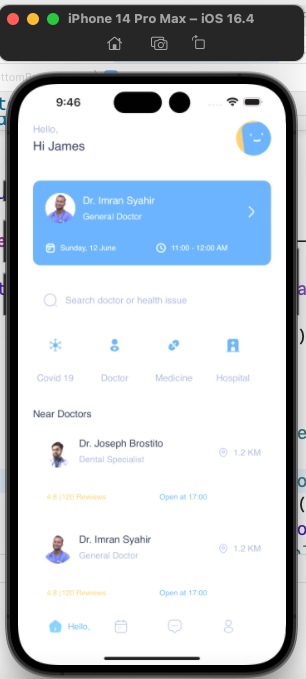 iPhone 14 Pro Max – iOS 16.4
9:46
Hello,
Hi James
Dr. Imran Syahir
General Doctor
Sunday, 12 June
11:00 - 12:00 AM
Search doctor or health issue
Covid 19 Doctor Medicine Hospital
Near Doctors
Dr. Joseph Brostito
Dental Specialist
1.2 KM
4.8 (120 Reviews Open at 17:00
Dr. Imran Syahir
General Doctor
1.2 KM
4.8 (120 Reviews Open at 17:00
Hello,